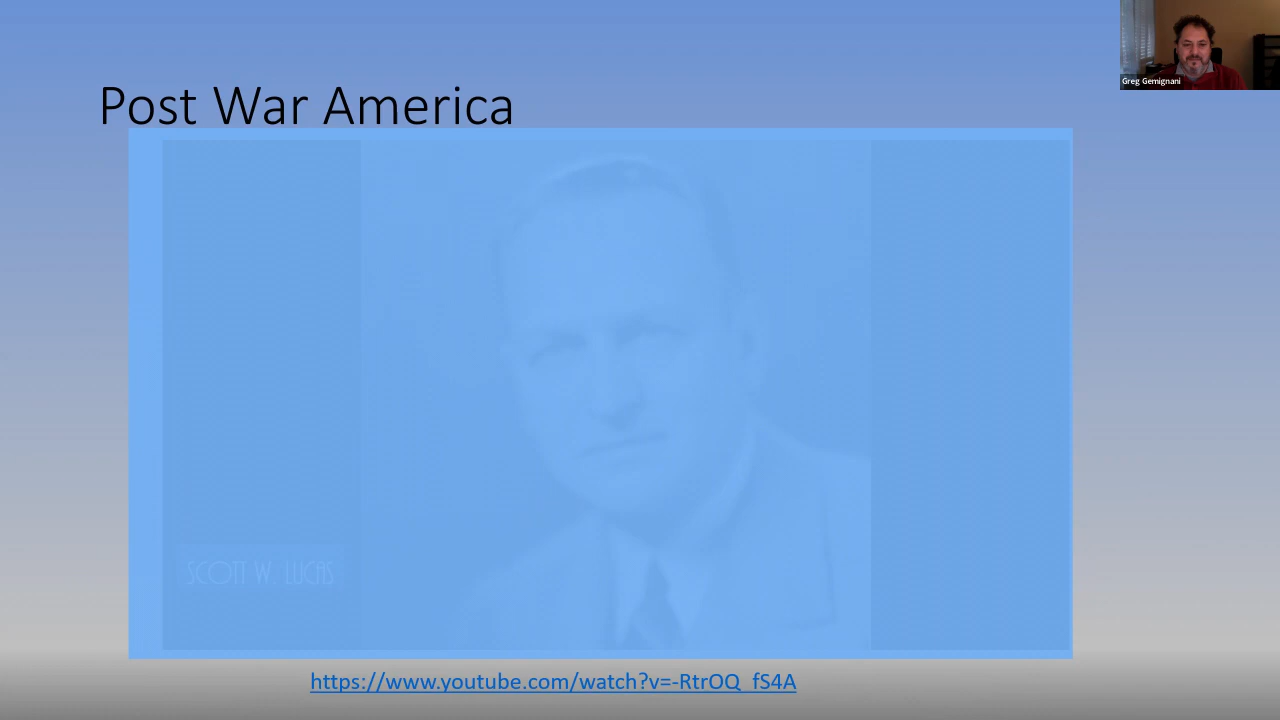 Greg Gemignani
Post War America
SCOTT W. LUCAS
https://www.youtube.com/watch?v=-RtrOQ_fS4A